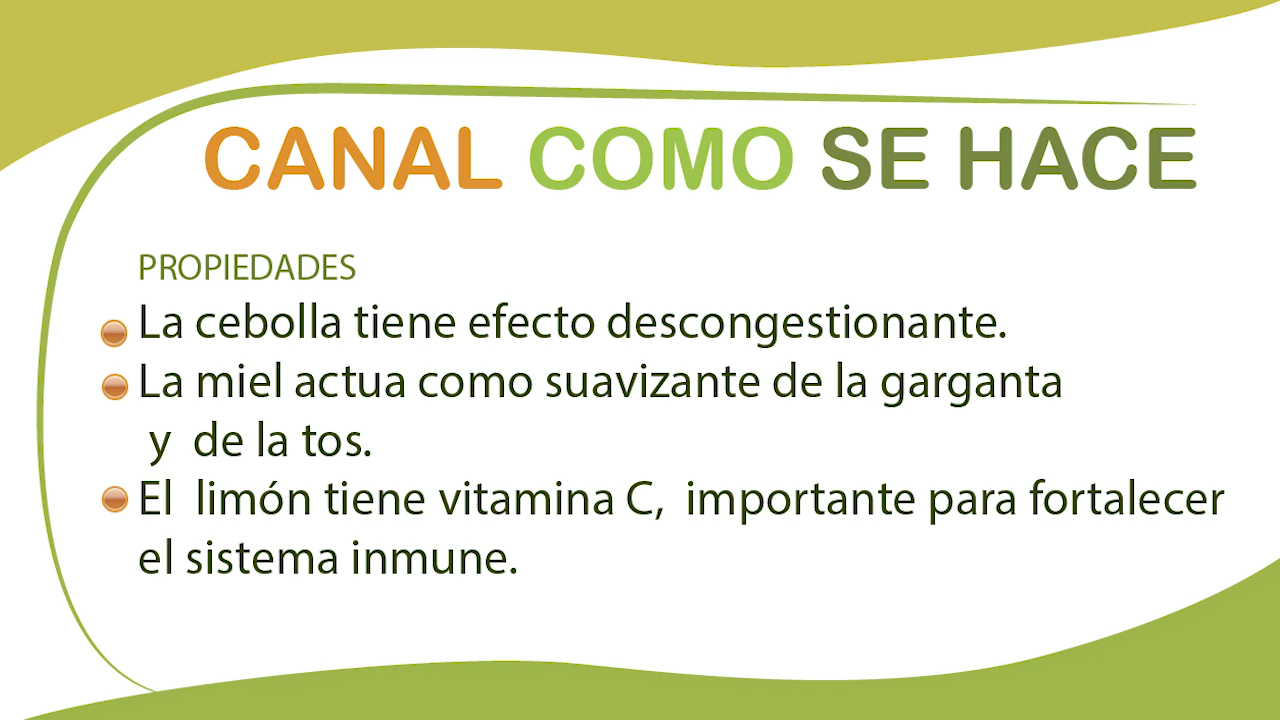 CANAL COMO SE HACE
PROPIEDADES
La cebolla tiene efecto descongestionante.
La miel actua como suavizante de la garganta
y de la tos.
El limón tiene vitamina C, importante para fortalecer
el sistema inmune.